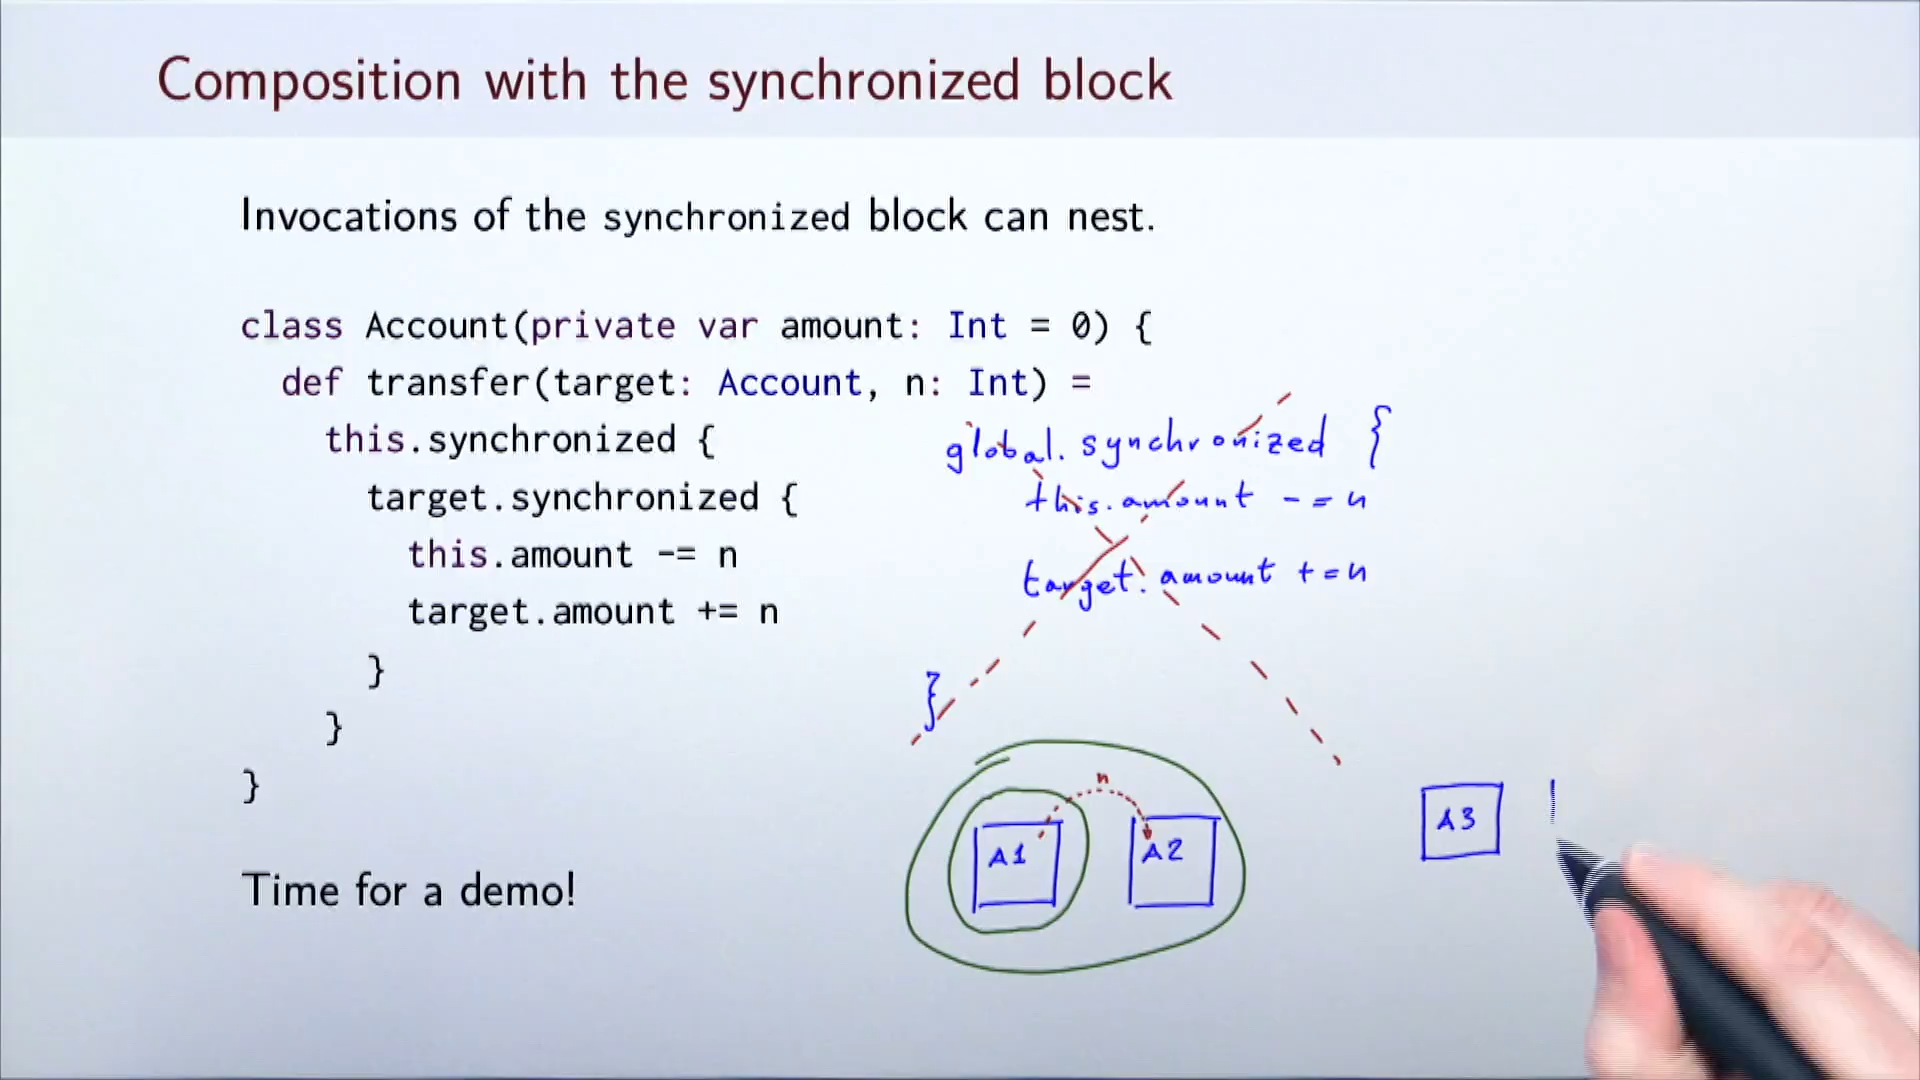 Composition with the synchronized block
Invocations of the synchronized block can nest.
class Account(private var amount: Int = 0) {
def transfer(target: Account, n: Int) =
this.synchronized {
target.synchronized {
this.amount -= n
target.amount += n
}
}
}
Time for a demo!
global.synchronized {
this.amount -= n
target.amount += n
}
n
A1
A2
A3